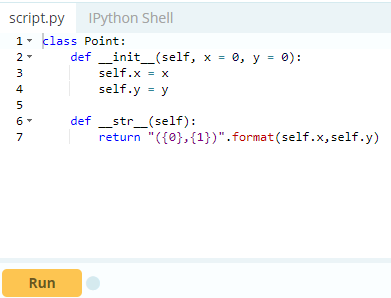 script.py IPython Shell
1 class Point:
2 def __init__(self, x = 0, y = 0):
3 self.x = x
4 self.y = y
5
6 def __str__(self):
7 return "({0},{1})".format(self.x,self.y)
Run